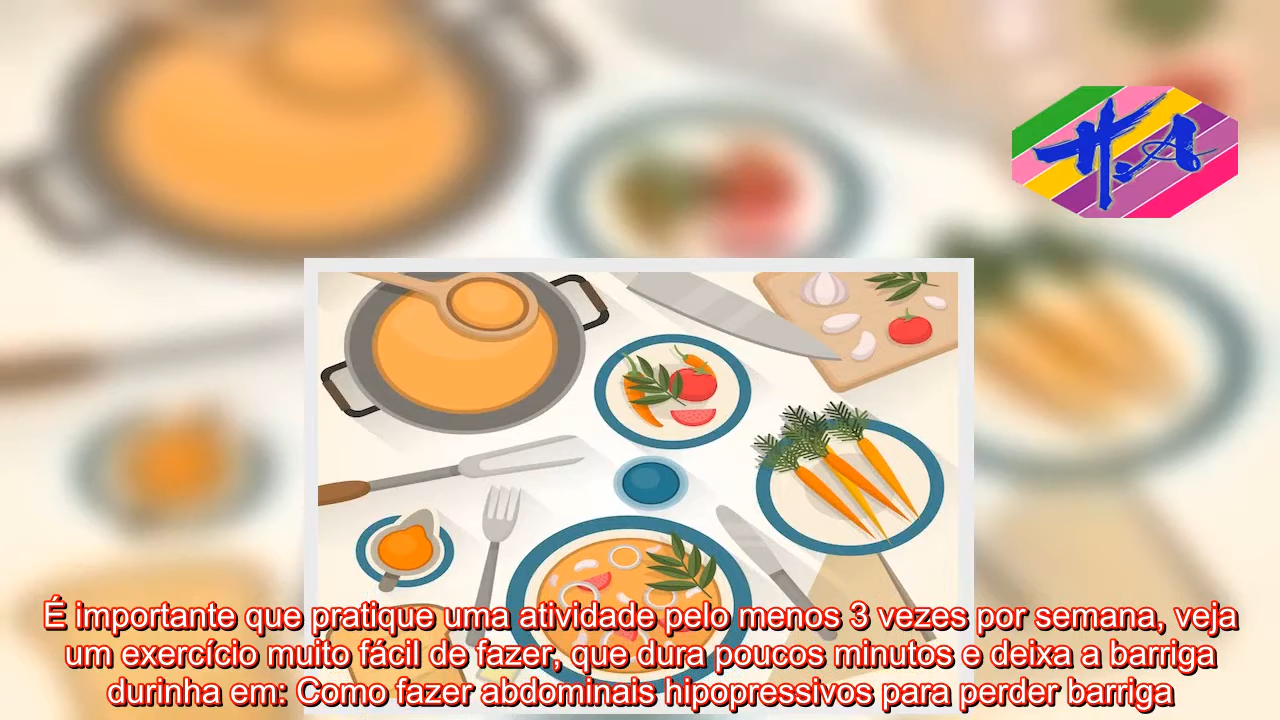 H.A
É importante que pratique uma atividade pelo menos 3 vezes por semana, veja
um exercício muito fácil de fazer, que dura poucos minutos e deixa a barriga
durinha em: Como fazer abdominais hipopressivos para perder barriga